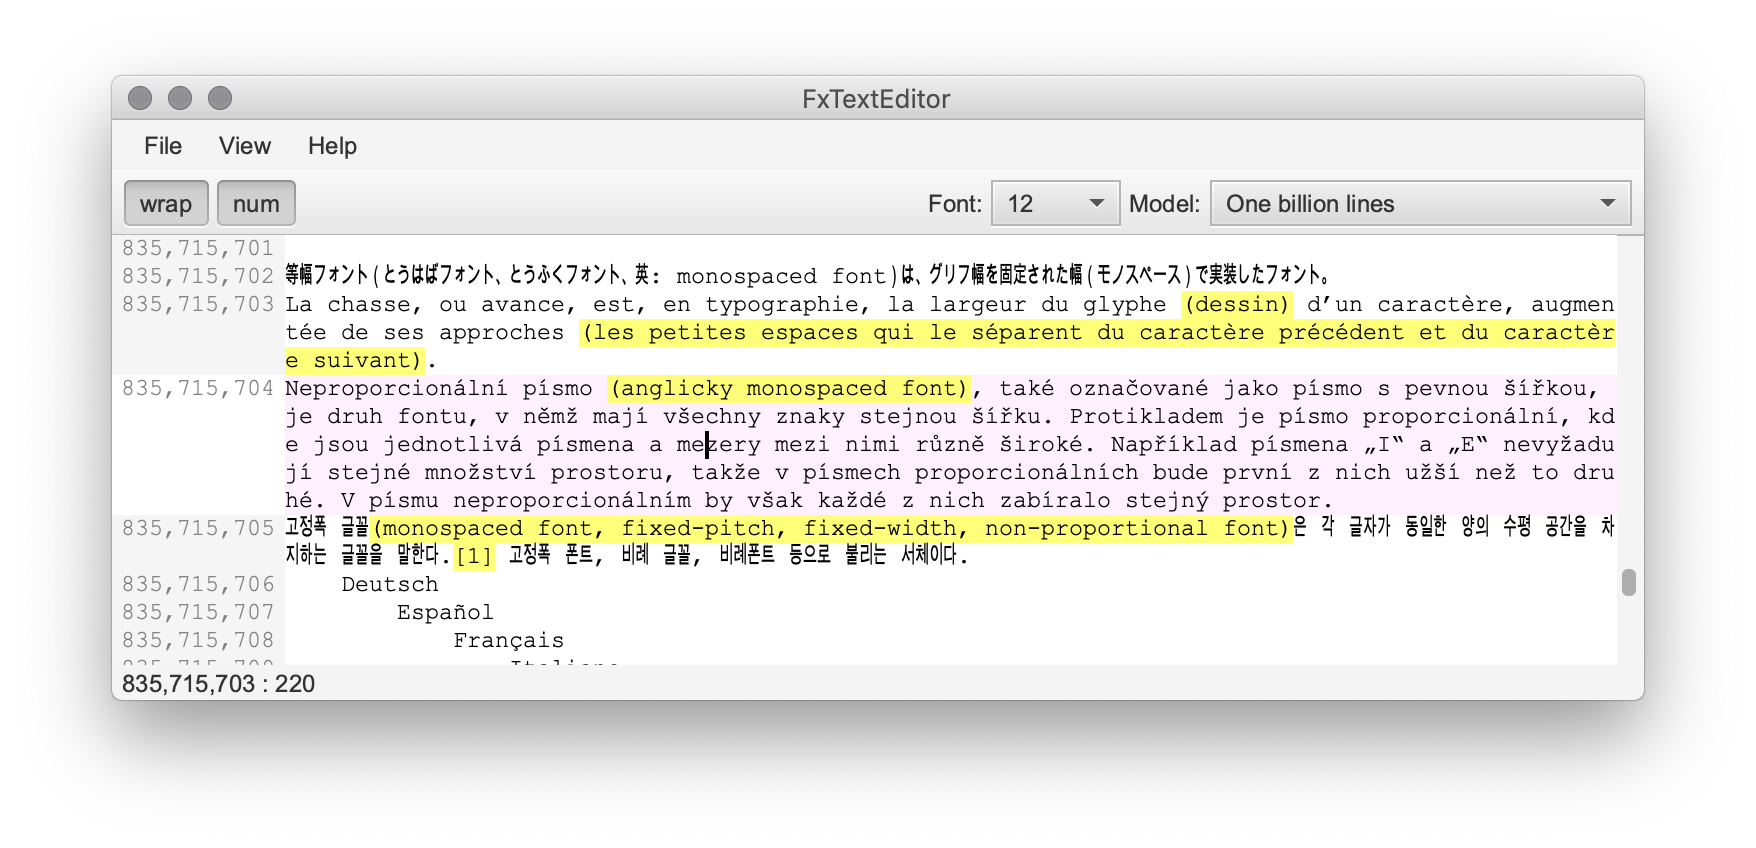 FxTextEditor
File View Help
wrap num Font: 12 Model: One billion lines
835,715,701
835,715,702 等幅フォント(とうはばフォント、とうふくフォント、英: monospaced font)は、グリフ幅を固定された幅(モノスペース)で実装したフォント。
835,715,703 La chasse, ou avance, est, en typographie, la largeur du glyphe (dessin) d’un caractère, augmen
tée de ses approches (les petites espaces qui le séparent du caractère précédent et du caractèr
e suivant).
835,715,704 Neproporcionální písmo (anglicky monospaced font), také označované jako písmo s pevnou šířkou,
je druh fontu, v němž mají všechny znaky stejnou šířku. Protikladem je písmo proporcionální, kd
e jsou jednotlivá písmena a mezery mezi nimi různě široké. Například písmena „I“ a „E“ nevyžadu
jí stejné množství prostoru, takže v písmech proporcionálních bude první z nich užší než to dru
hé. V písmu neproporcionálním by však každé z nich zabíralo stejný prostor.
835,715,705 고정폭 글꼴(monospaced font, fixed-pitch, fixed-width, non-proportional font)은 각 글자가 동일한 양의 수평 공간을 차
지하는 글꼴을 말한다.[1] 고정폭 폰트, 비례 글꼴, 비례폰트 등으로 불리는 서체이다.
835,715,706 Deutsch
835,715,707 Español
835,715,708 Français
835,715,709 Italiano
835,715,703 : 220